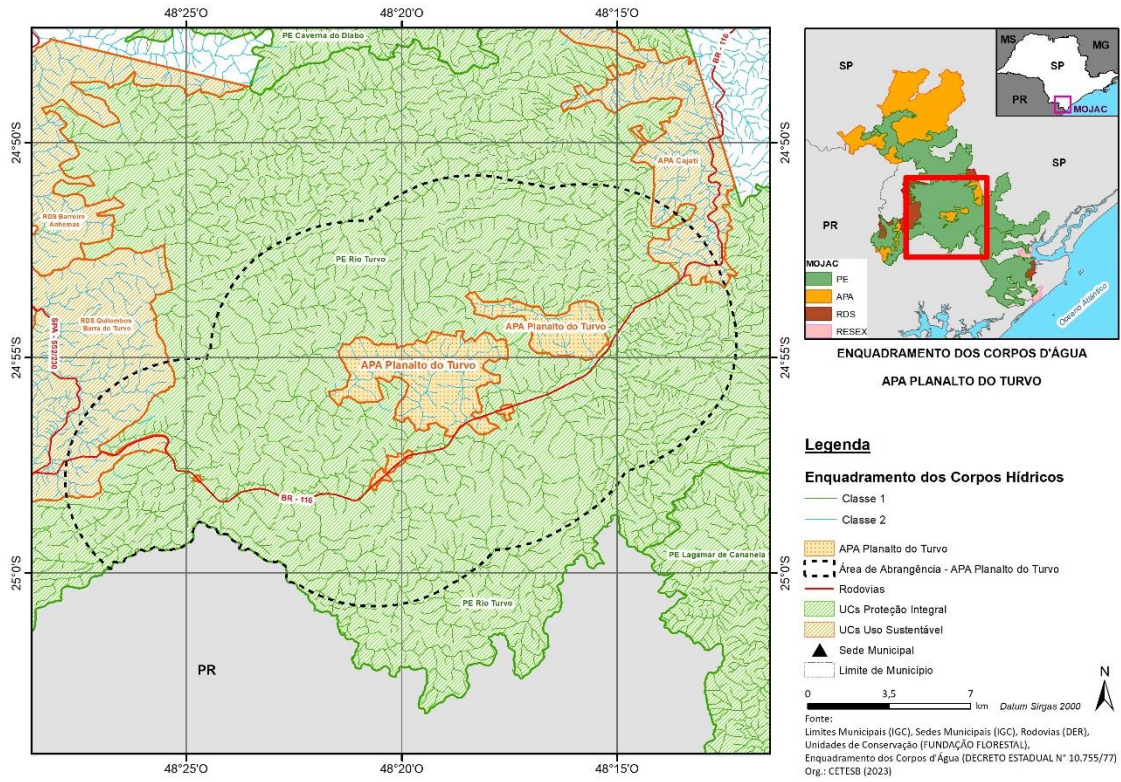 48°25'O
48°20'O
48°15'O
24°50'S
24°50'S
24°55'S
24°55'S
25°0'S
25°0'S
PE Caverna do Diabo
BR - 116
APA Cajati
RDS Barreiro
Anhemas
PE Rio Turvo
RDS Quilombos
Barra do Turvo
SPA - 552/230
APA Planalto do Turvo
APA Planalto do Turvo
BR - 116
PE Lagamar de Cananeia
PE Rio Turvo
PR
48°25'O
48°20'O
48°15'O
MS
MG
SP
SP
PR
MOJAC
SP
PR
MOJAC
PE
APA
RDS
RESEX
Oceano Atlântico
ENQUADRAMENTO DOS CORPOS D'ÁGUA
APA PLANALTO DO TURVO
Legenda
Enquadramento dos Corpos Hídricos
Classe 1
Classe 2
APA Planalto do Turvo
Área de Abrangência - APA Planalto do Turvo
Rodovias
UCs Proteção Integral
UCs Uso Sustentável
Sede Municipal
Limite de Município
N
0 3,5 7
km Datum Sirgas 2000
Fonte:
Limites Municipais (IGC), Sedes Municipais (IGC), Rodovias (DER),
Unidades de Conservação (FUNDAÇÃO FLORESTAL),
Enquadramento dos Corpos d'Água (DECRETO ESTADUAL N° 10.755/77)
Org.: CETESB (2023)